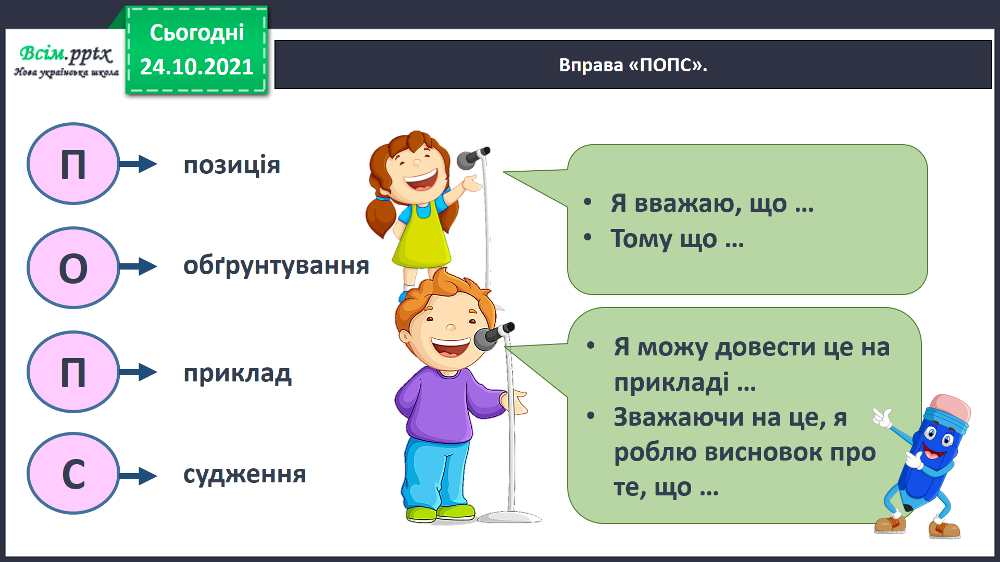 Всім.pptx
Нова українська школа
Сьогодні
24.10.2021
Вправа «ПОПС».
П
позиція
О
обґрунтування
П
приклад
С
судження
• Я вважаю, що ...
• Тому що ...
• Я можу довести це на
прикладі ...
• Зважаючи на це, я
роблю висновок про
те, що ...